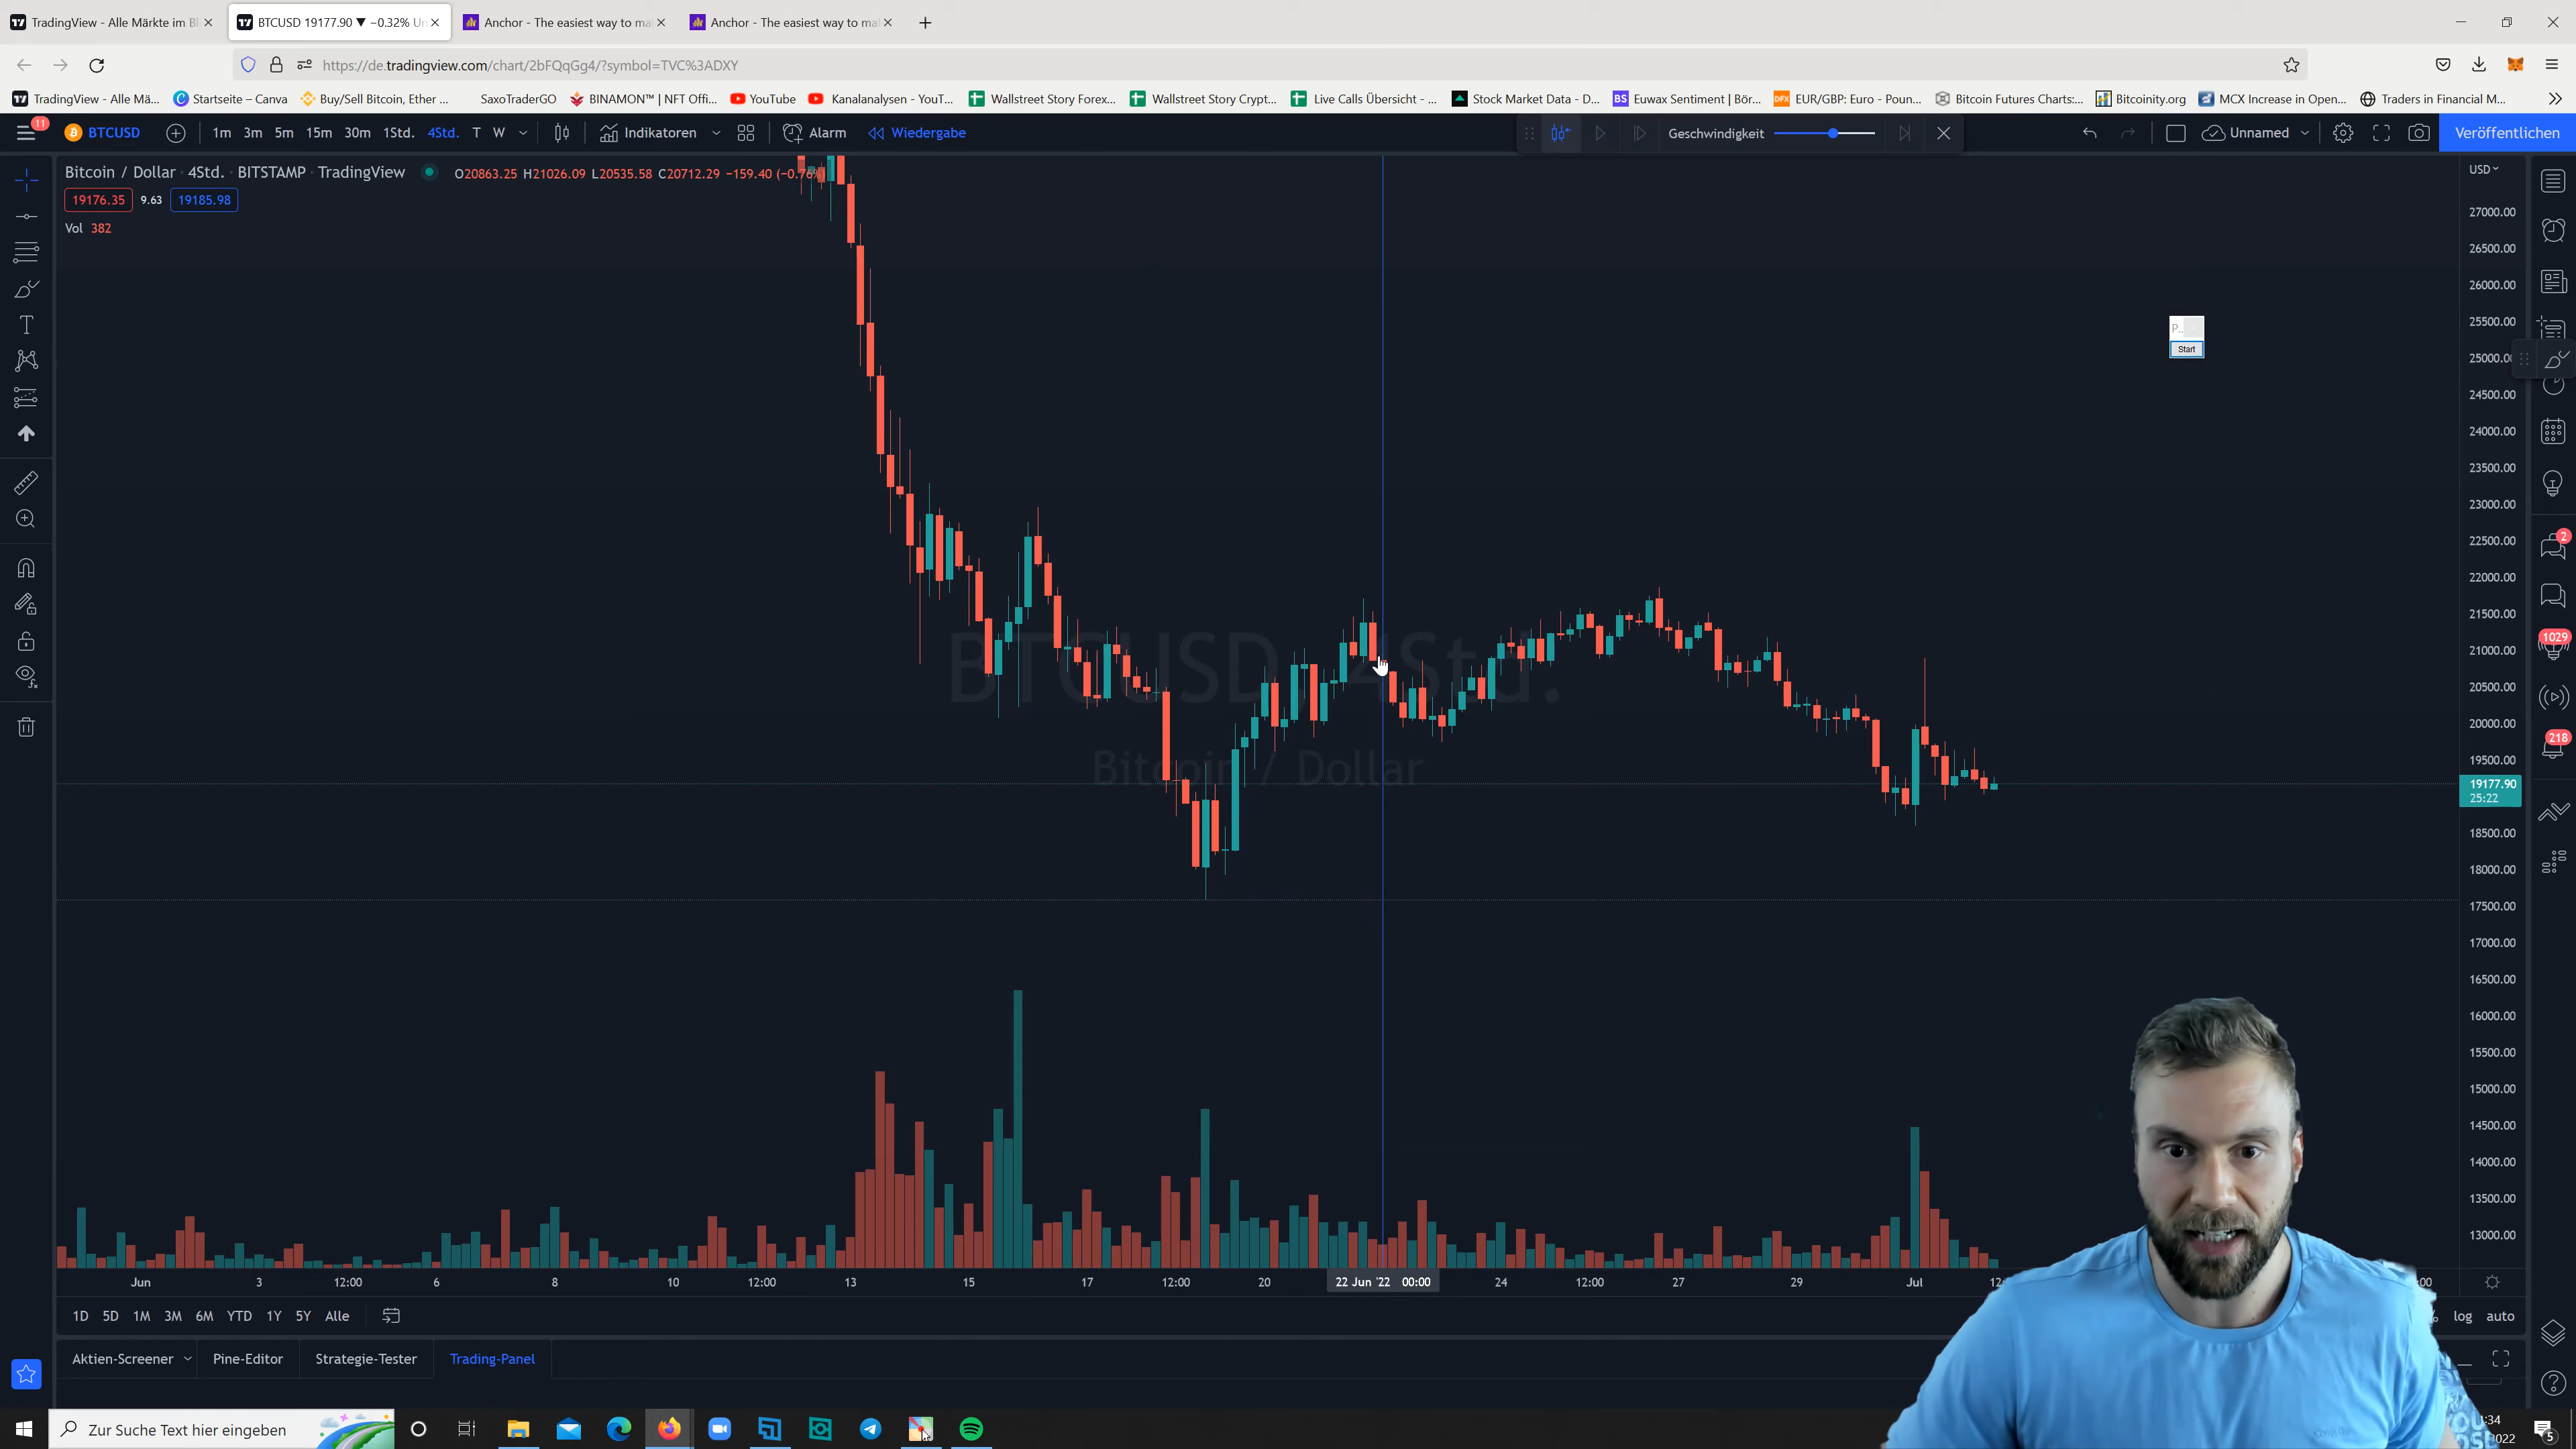 TradingView - Alle Märkte im Bl
BTCUSD 19177.90 ▼ −0.32% Un
Anchor - The easiest way to ma
Anchor - The easiest way to ma
https://de.tradingview.com/chart/2bFQqGg4/?symbol=TVC%3ADXY
TradingView - Alle Mä... Startseite – Canva Buy/Sell Bitcoin, Ether ... SaxoTraderGO BINAMON™ | NFT Offi... YouTube Kanalanalysen - YouT... Wallstreet Story Forex... Wallstreet Story Crypt... Live Calls Übersicht - ... Stock Market Data - D... Euwax Sentiment | Bör... EUR/GBP: Euro - Poun... Bitcoin Futures Charts:... Bitcoinity.org MCX Increase in Open... Traders in Financial M...
11 BTCUSD 1m 3m 5m 15m 30m 1Std. 4Std. T W Indikatoren Alarm Wiedergabe Geschwindigkeit Unnamed Veröffentlichen
Bitcoin / Dollar · 4Std. · BITSTAMP · TradingView O20863.25 H21026.09 L20535.58 C20712.29 −159.40 (−0.76%)
19176.35 9.63 19185.98
Vol 382
USD
27000.00
26500.00
26000.00
25500.00
25000.00
24500.00
24000.00
23500.00
23000.00
22500.00
22000.00
21500.00
21000.00
20500.00
20000.00
19500.00
19177.90
25:22
18500.00
18000.00
17500.00
17000.00
16500.00
16000.00
15500.00
15000.00
14500.00
14000.00
13500.00
13000.00
P...
Start
2
1029
218
BTCUSD, 4Std.
Bitcoin / Dollar
Jun 3 12:00 6 8 10 12:00 13 15 17 12:00 20 22 Jun '22 00:00 24 12:00 27 29 Jul
1D 5D 1M 3M 6M YTD 1Y 5Y Alle log auto
Aktien-Screener Pine-Editor Strategie-Tester Trading-Panel
Zur Suche Text hier eingeben
5